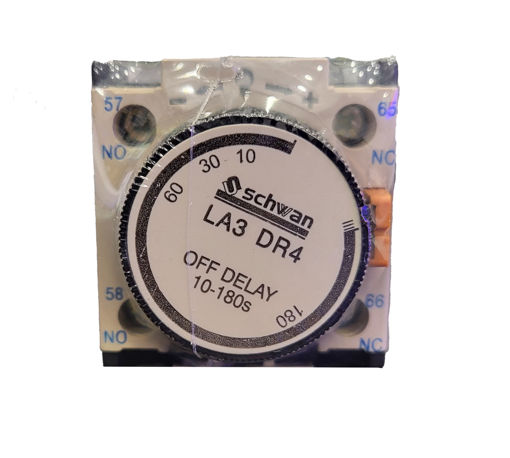 57
65
NO
NC
- +
10
30
60
schwan
LA3 DR4
OFF DELAY
10-180s
180
58
66
NO
NC